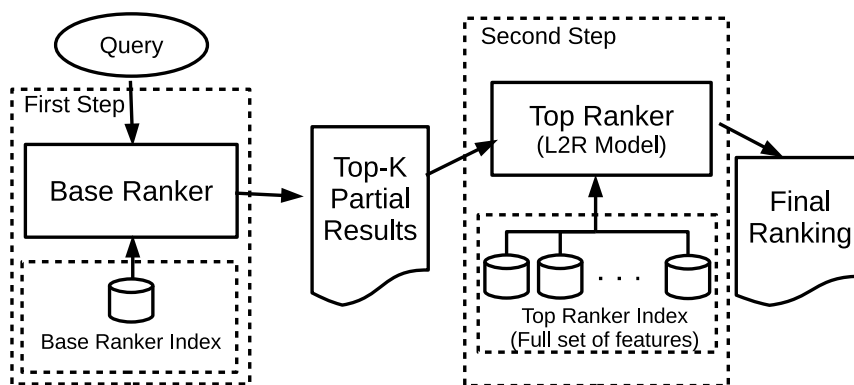 Query
First Step
Base Ranker
Base Ranker Index
Top-K
Partial
Results
Second Step
Top Ranker
(L2R Model)
. . .
Top Ranker Index
(Full set of features)
Final
Ranking